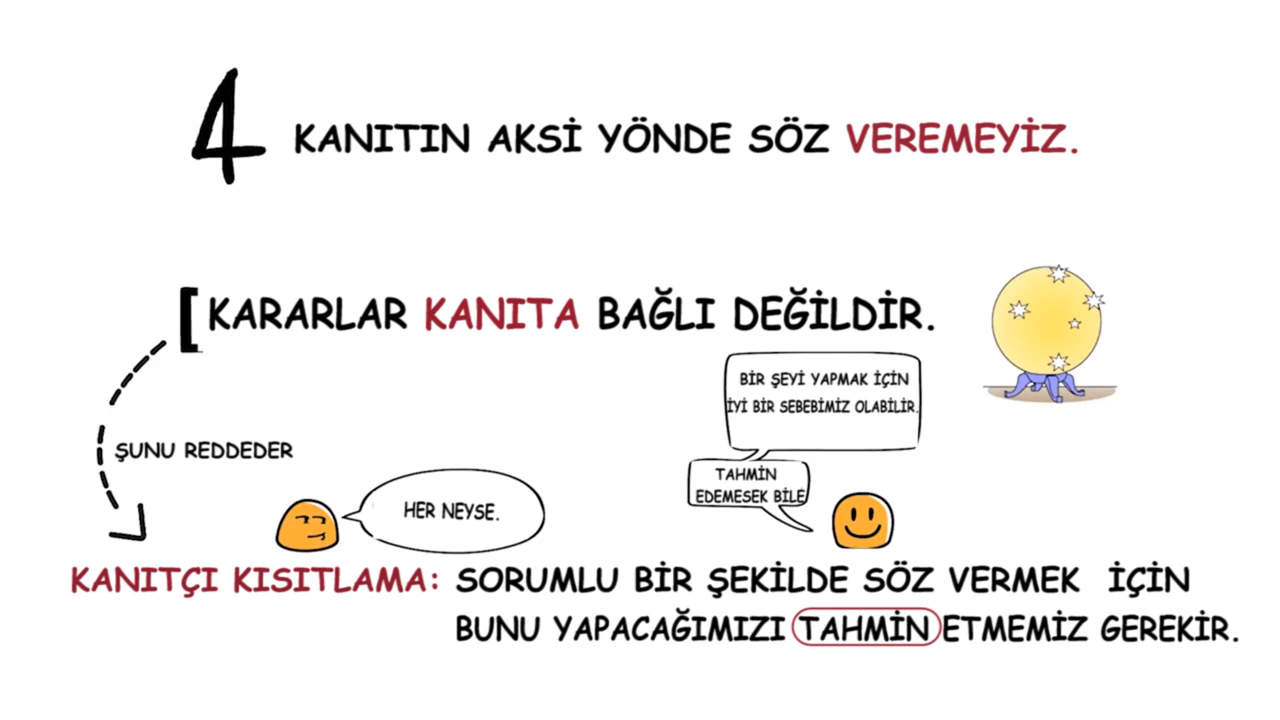 4 KANITIN AKSİ YÖNDE SÖZ VEREMEYİZ.
[KARARLAR KANITA BAĞLI DEĞİLDİR.
BİR ŞEYİ YAPMAK İÇİN
İYİ BİR SEBEBİMİZ OLABİLİR.
ŞUNU REDDEDER
TAHMİN
EDEMESEK BİLE
HER NEYSE.
KANITÇI KISITLAMA: SORUMLU BİR ŞEKİLDE SÖZ VERMEK İÇİN
BUNU YAPACAĞIMIZI TAHMİN ETMEMİZ GEREKİR.